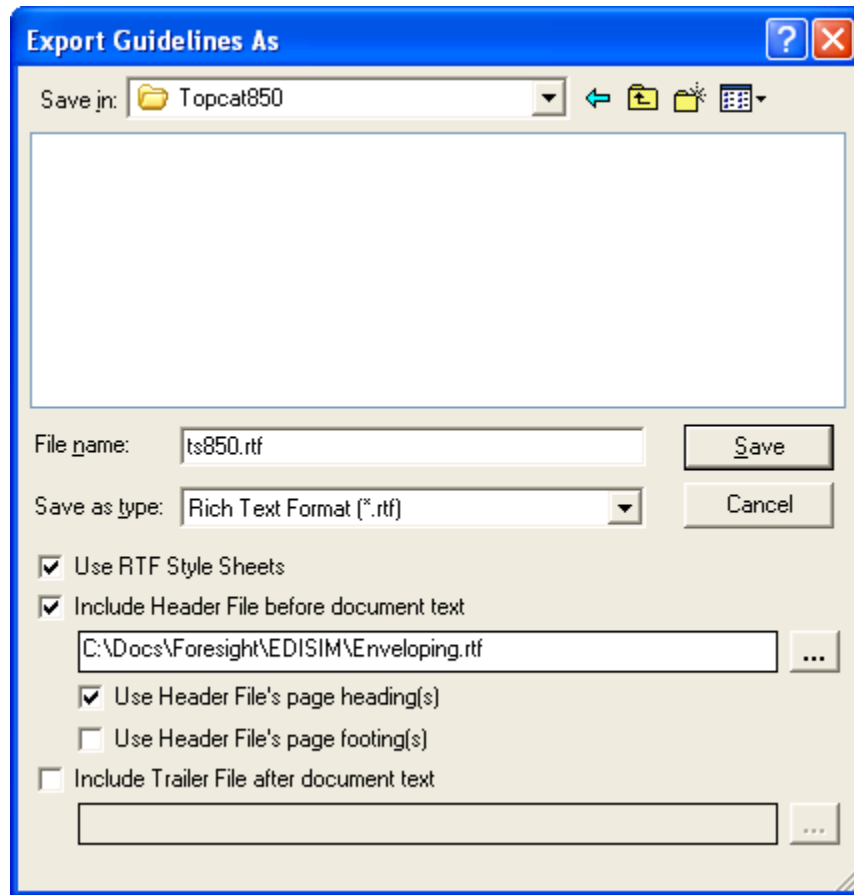 Export Guidelines As
Save in: Topcat850
File name: ts850.rtf Save
Save as type: Rich Text Format (*.rtf) Cancel
Use RTF Style Sheets
Include Header File before document text
C:\Docs\Foresight\EDISIM\Enveloping.rtf ...
Use Header File's page heading(s)
Use Header File's page footing(s)
Include Trailer File after document text
...